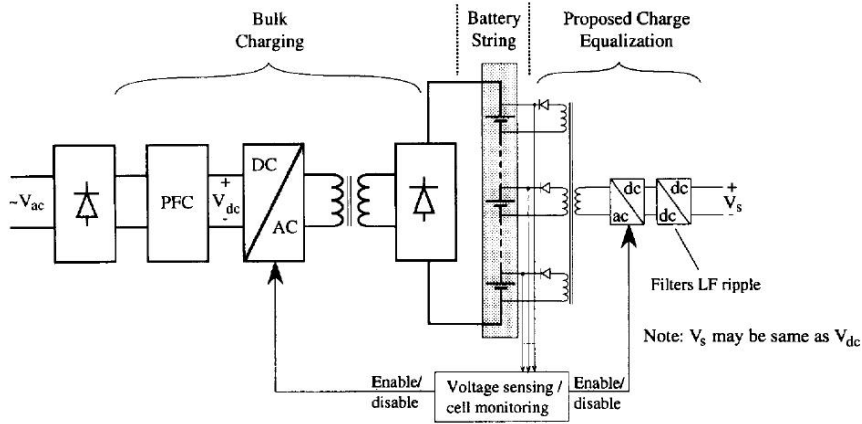 Bulk
Charging
Battery
String
Proposed Charge
Equalization
~Vac
PFC
+
Vdc
-
DC
AC
dc
ac
dc
dc
+
Vs
-
Filters LF ripple
Note: Vs may be same as Vdc
Enable/
disable
Voltage sensing /
cell monitoring
Enable/
disable